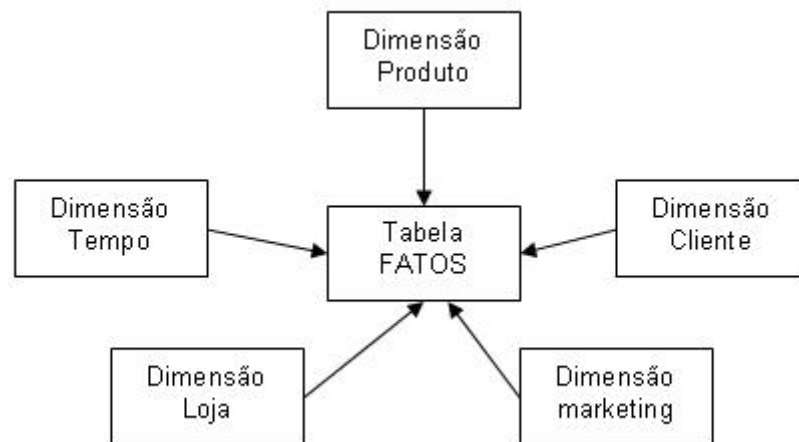 Dimensão
Produto
Dimensão
Tempo
Tabela
FATOS
Dimensão
Cliente
Dimensão
Loja
Dimensão
marketing